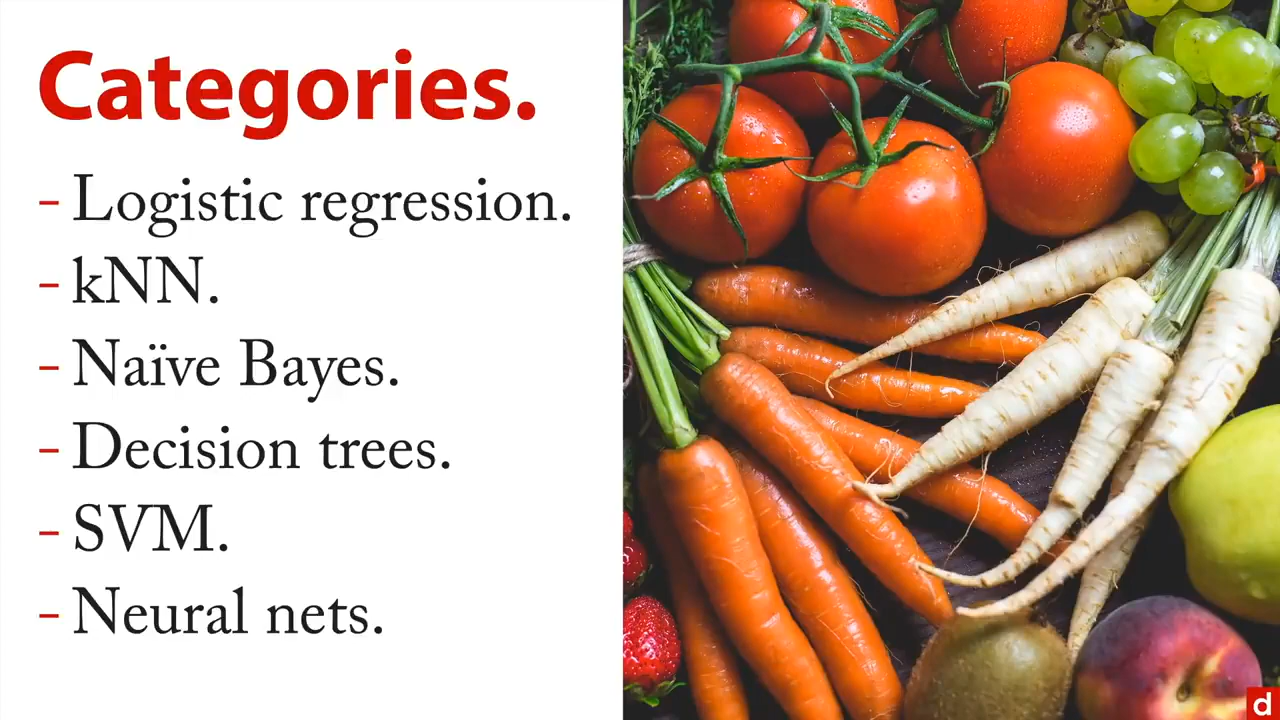 Categories.
- Logistic regression.
- kNN.
- Naïve Bayes.
- Decision trees.
- SVM.
- Neural nets.
d